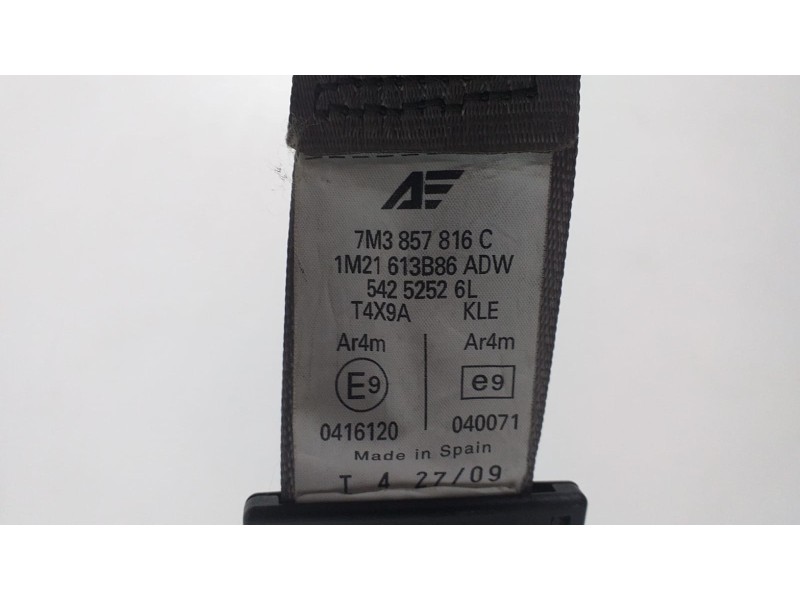 AE
7M3 857 816 C
1M21 613B86 ADW
542 5252 6L
T4X9A KLE
Ar4m Ar4m
E9 e9
0416120 040071
Made in Spain
T 4 27/09